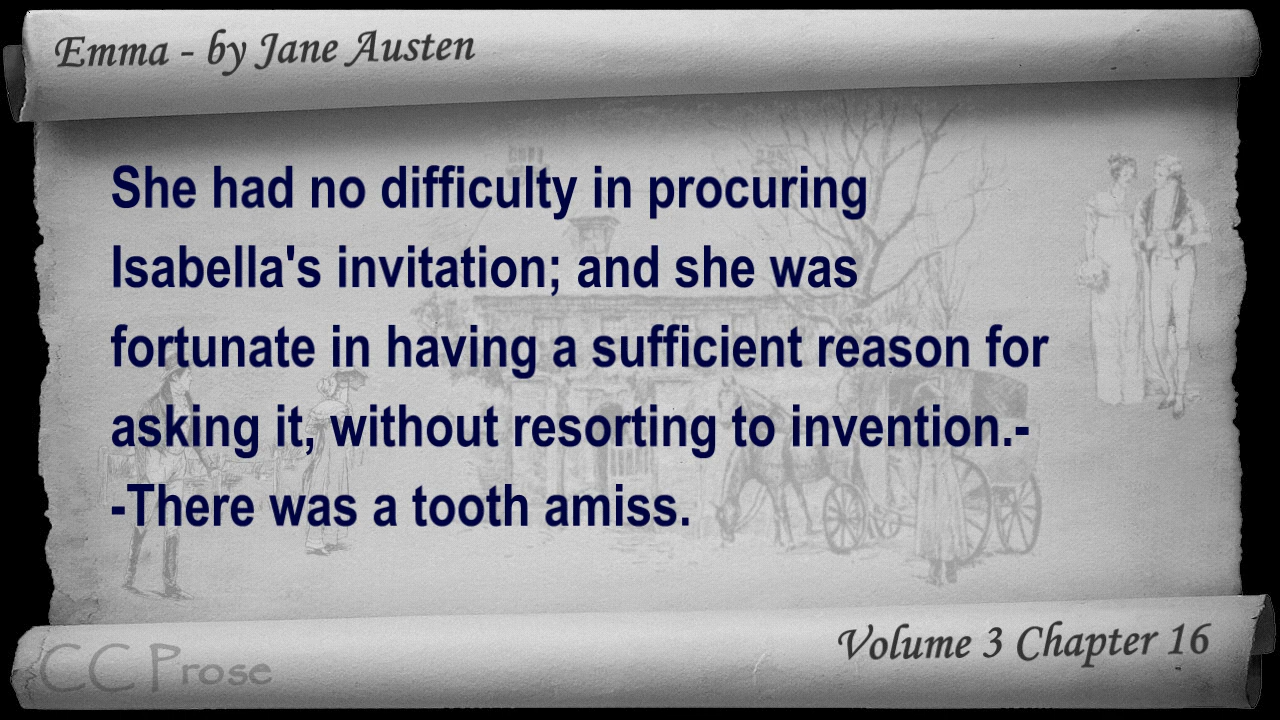 Emma - by Jane Austen
She had no difficulty in procuring
Isabella's invitation; and she was
fortunate in having a sufficient reason for
asking it, without resorting to invention.-
-There was a tooth amiss.
Volume 3 Chapter 16
CC Prose